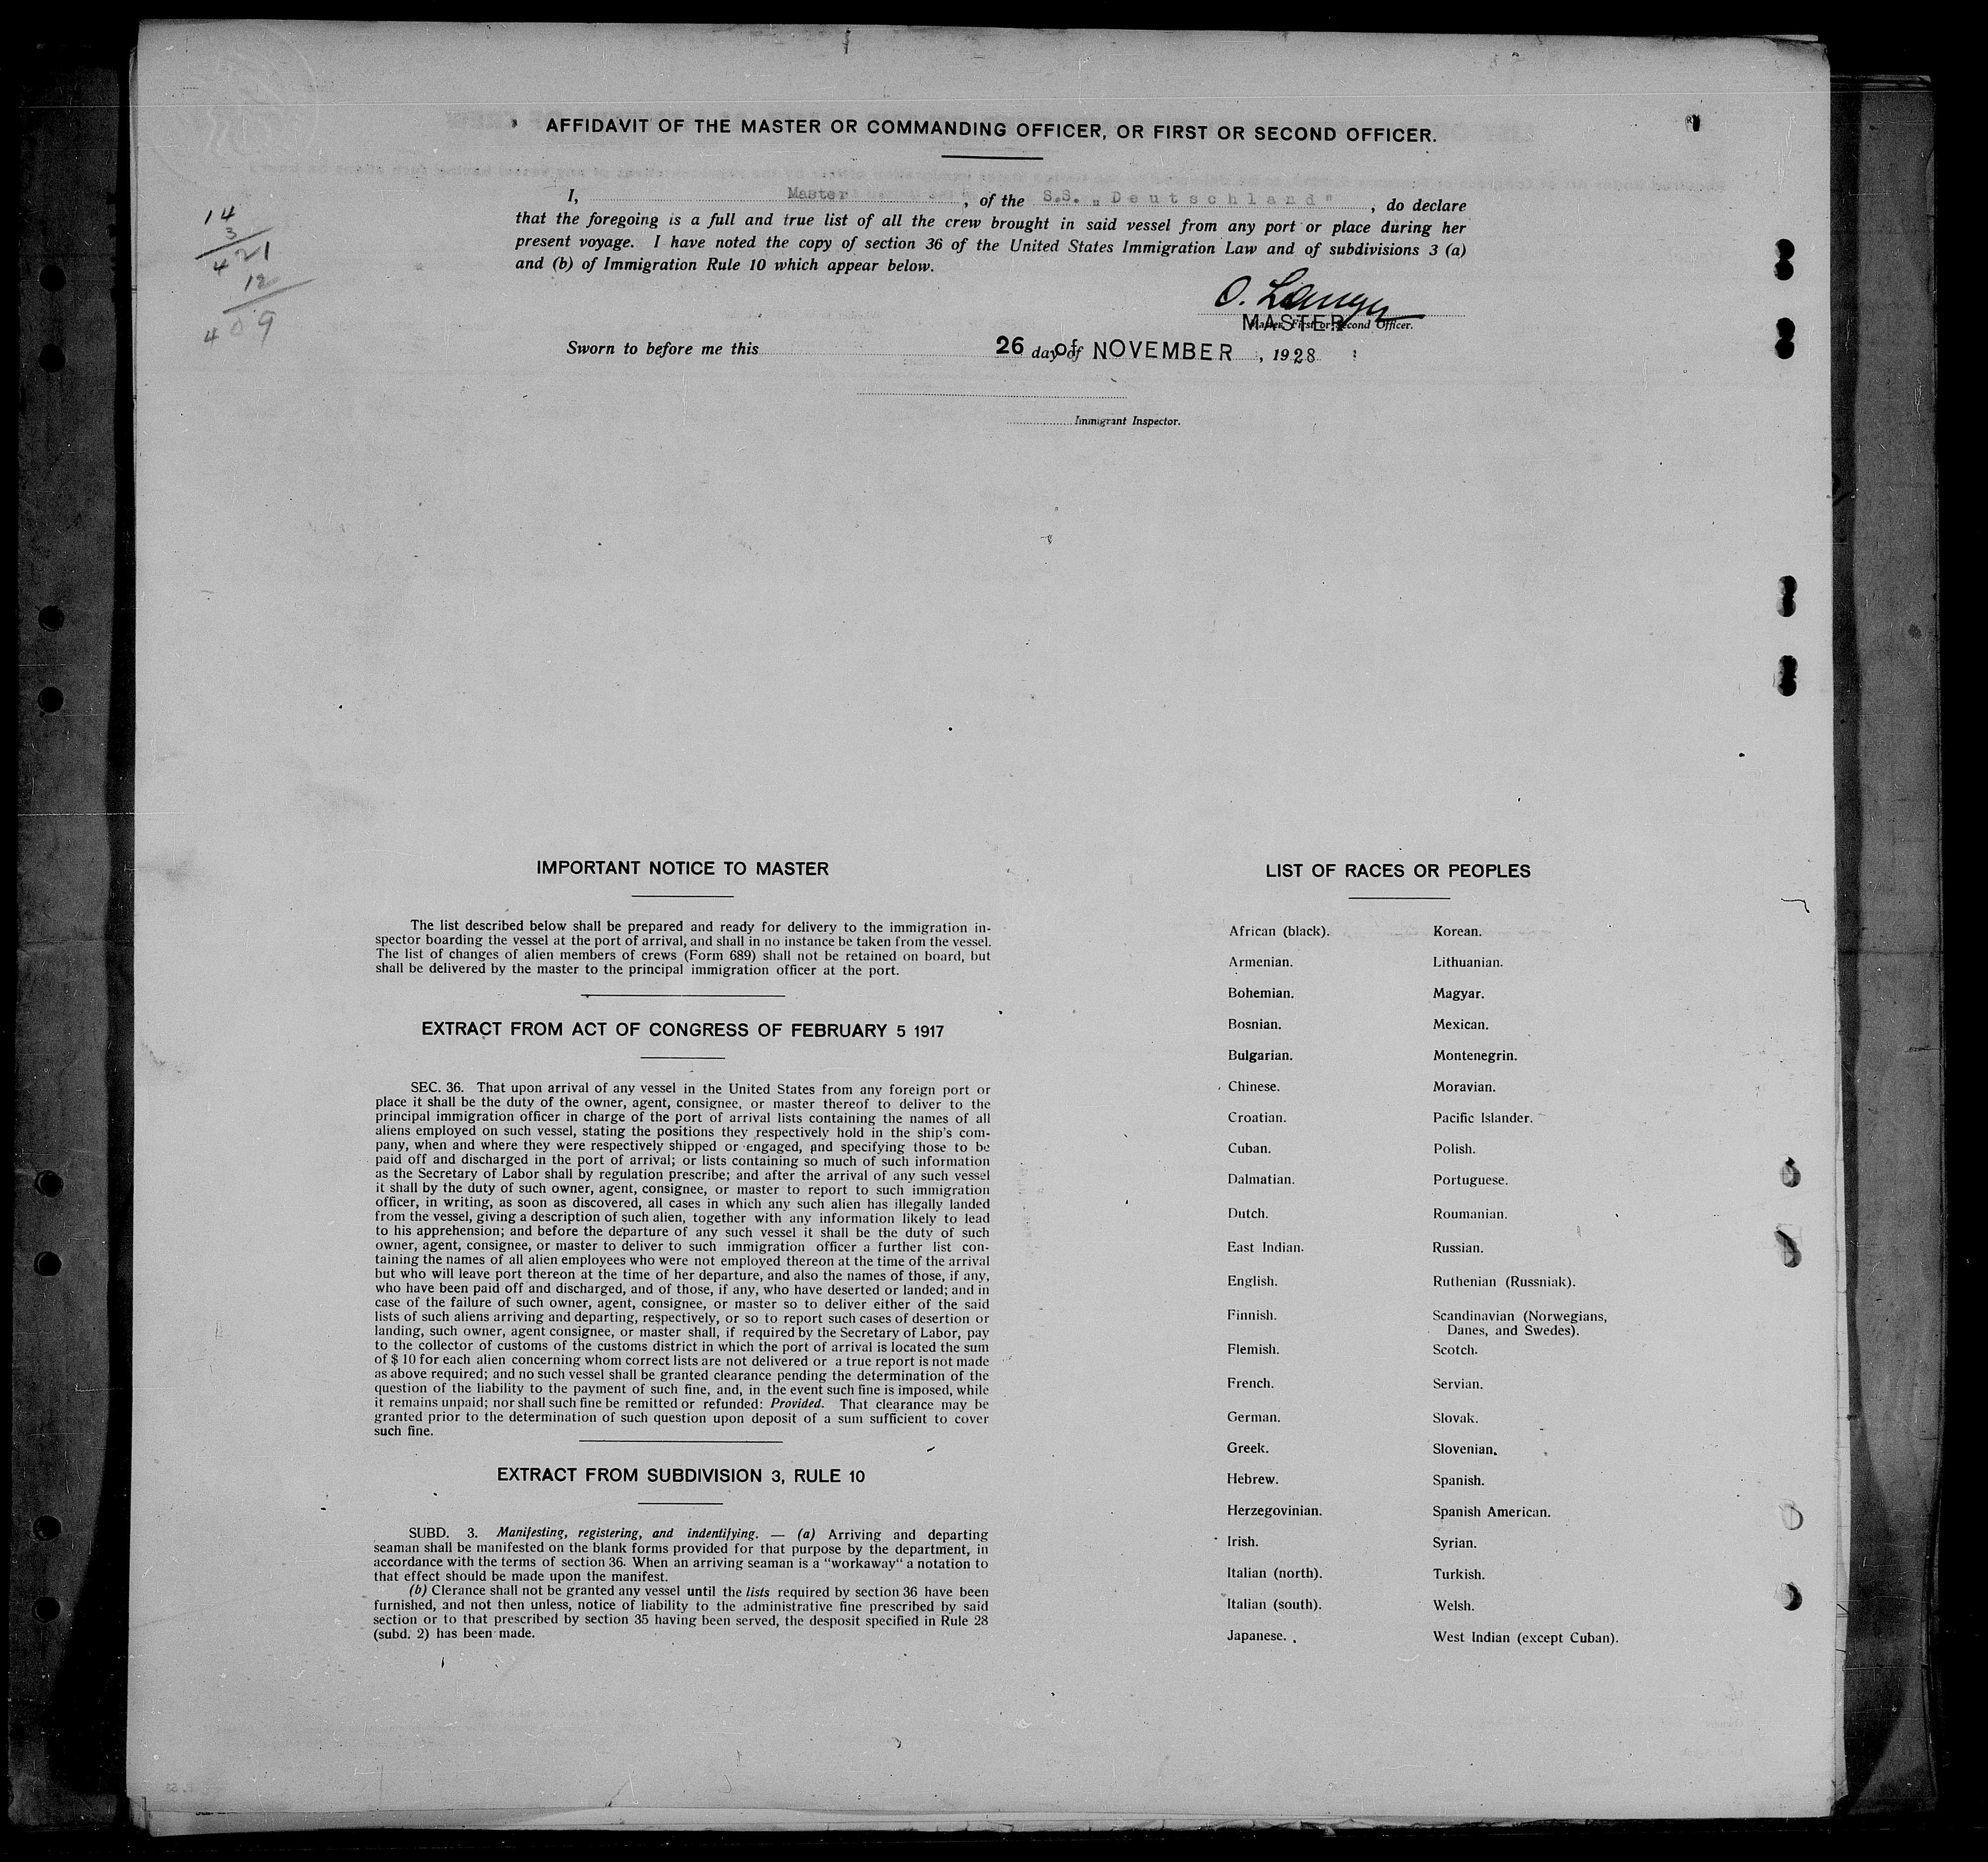 AFFIDAVIT OF THE MASTER OR COMMANDING OFFICER, OR FIRST OR SECOND OFFICER.
I, Master, of the S.S. „Deutschland", do declare
that the foregoing is a full and true list of all the crew brought in said vessel from any port or place during her
present voyage. I have noted the copy of section 36 of the United States Immigration Law and of subdivisions 3 (a)
and (b) of Immigration Rule 10 which appear below.
14
3
421
12
409
O. Langer
MASTER
Master, First or Second Officer.
Sworn to before me this 26 day of of NOVEMBER, 1928
Immigrant Inspector.
IMPORTANT NOTICE TO MASTER
The list described below shall be prepared and ready for delivery to the immigration in-
spector boarding the vessel at the port of arrival, and shall in no instance be taken from the vessel.
The list of changes of alien members of crews (Form 689) shall not be retained on board, but
shall be delivered by the master to the principal immigration officer at the port.
EXTRACT FROM ACT OF CONGRESS OF FEBRUARY 5 1917
SEC. 36. That upon arrival of any vessel in the United States from any foreign port or
place it shall be the duty of the owner, agent, consignee, or master thereof to deliver to the
principal immigration officer in charge of the port of arrival lists containing the names of all
aliens employed on such vessel, stating the positions they respectively hold in the ship's com-
pany, when and where they were respectively shipped or engaged, and specifying those to be
paid off and discharged in the port of arrival; or lists containing so much of such information
as the Secretary of Labor shall by regulation prescribe; and after the arrival of any such vessel
it shall by the duty of such owner, agent, consignee, or master to report to such immigration
officer, in writing, as soon as discovered, all cases in which any such alien has illegally landed
from the vessel, giving a description of such alien, together with any information likely to lead
to his apprehension; and before the departure of any such vessel it shall be the duty of such
owner, agent, consignee, or master to deliver to such immigration officer a further list con-
taining the names of all alien employees who were not employed thereon at the time of the arrival
but who will leave port thereon at the time of her departure, and also the names of those, if any,
who have been paid off and discharged, and of those, if any, who have deserted or landed; and in
case of the failure of such owner, agent, consignee, or master so to deliver either of the said
lists of such aliens arriving and departing, respectively, or so to report such cases of desertion or
landing, such owner, agent consignee, or master shall, if required by the Secretary of Labor, pay
to the collector of customs of the customs district in which the port of arrival is located the sum
of $ 10 for each alien concerning whom correct lists are not delivered or a true report is not made
as above required; and no such vessel shall be granted clearance pending the determination of the
question of the liability to the payment of such fine, and, in the event such fine is imposed, while
it remains unpaid; nor shall such fine be remitted or refunded: Provided. That clearance may be
granted prior to the determination of such question upon deposit of a sum sufficient to cover
such fine.
EXTRACT FROM SUBDIVISION 3, RULE 10
SUBD. 3. Manifesting, registering, and indentifying. — (a) Arriving and departing
seaman shall be manifested on the blank forms provided for that purpose by the department, in
accordance with the terms of section 36. When an arriving seaman is a "workaway" a notation to
that effect should be made upon the manifest.
(b) Clerance shall not be granted any vessel until the lists required by section 36 have been
furnished, and not then unless, notice of liability to the administrative fine prescribed by said
section or to that prescribed by section 35 having been served, the desposit specified in Rule 28
(subd. 2) has been made.
LIST OF RACES OR PEOPLES
African (black).
Armenian.
Bohemian.
Bosnian.
Bulgarian.
Chinese.
Croatian.
Cuban.
Dalmatian.
Dutch.
East Indian.
English.
Finnish.
Flemish.
French.
German.
Greek.
Hebrew.
Herzegovinian.
Irish.
Italian (north).
Italian (south).
Japanese.
Korean.
Lithuanian.
Magyar.
Mexican.
Montenegrin.
Moravian.
Pacific Islander.
Polish.
Portuguese.
Roumanian.
Russian.
Ruthenian (Russniak).
Scandinavian (Norwegians,
Danes, and Swedes).
Scotch.
Servian.
Slovak.
Slovenian.
Spanish.
Spanish American.
Syrian.
Turkish.
Welsh.
West Indian (except Cuban).